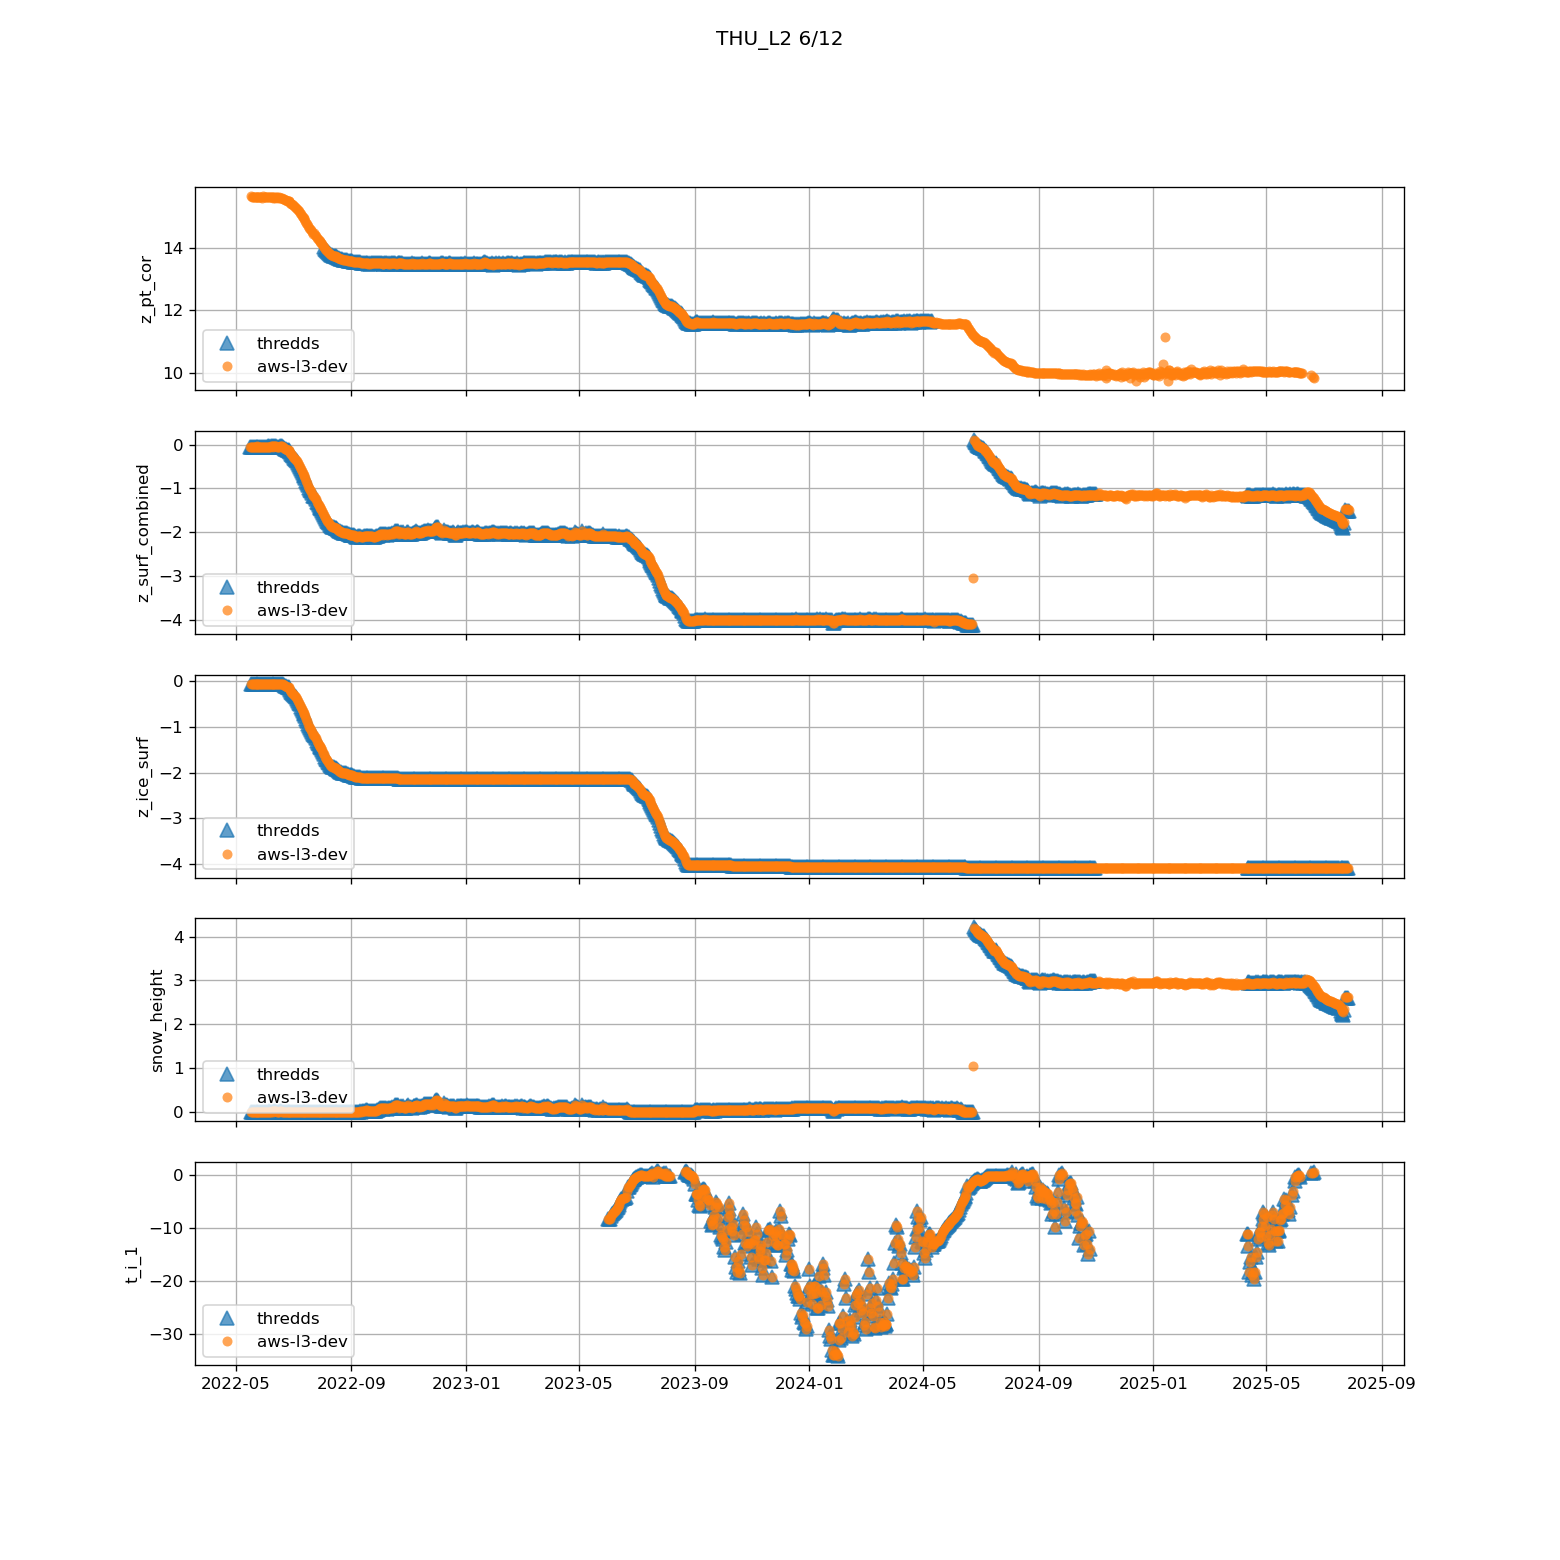 THU_L2 6/12
z_pt_cor
14
12
10
thredds
aws-l3-dev
z_surf_combined
0
−1
−2
−3
−4
thredds
aws-l3-dev
z_ice_surf
0
−1
−2
−3
−4
thredds
aws-l3-dev
snow_height
4
3
2
1
0
thredds
aws-l3-dev
t_i_1
0
−10
−20
−30
thredds
aws-l3-dev
2022-05 2022-09 2023-01 2023-05 2023-09 2024-01 2024-05 2024-09 2025-01 2025-05 2025-09